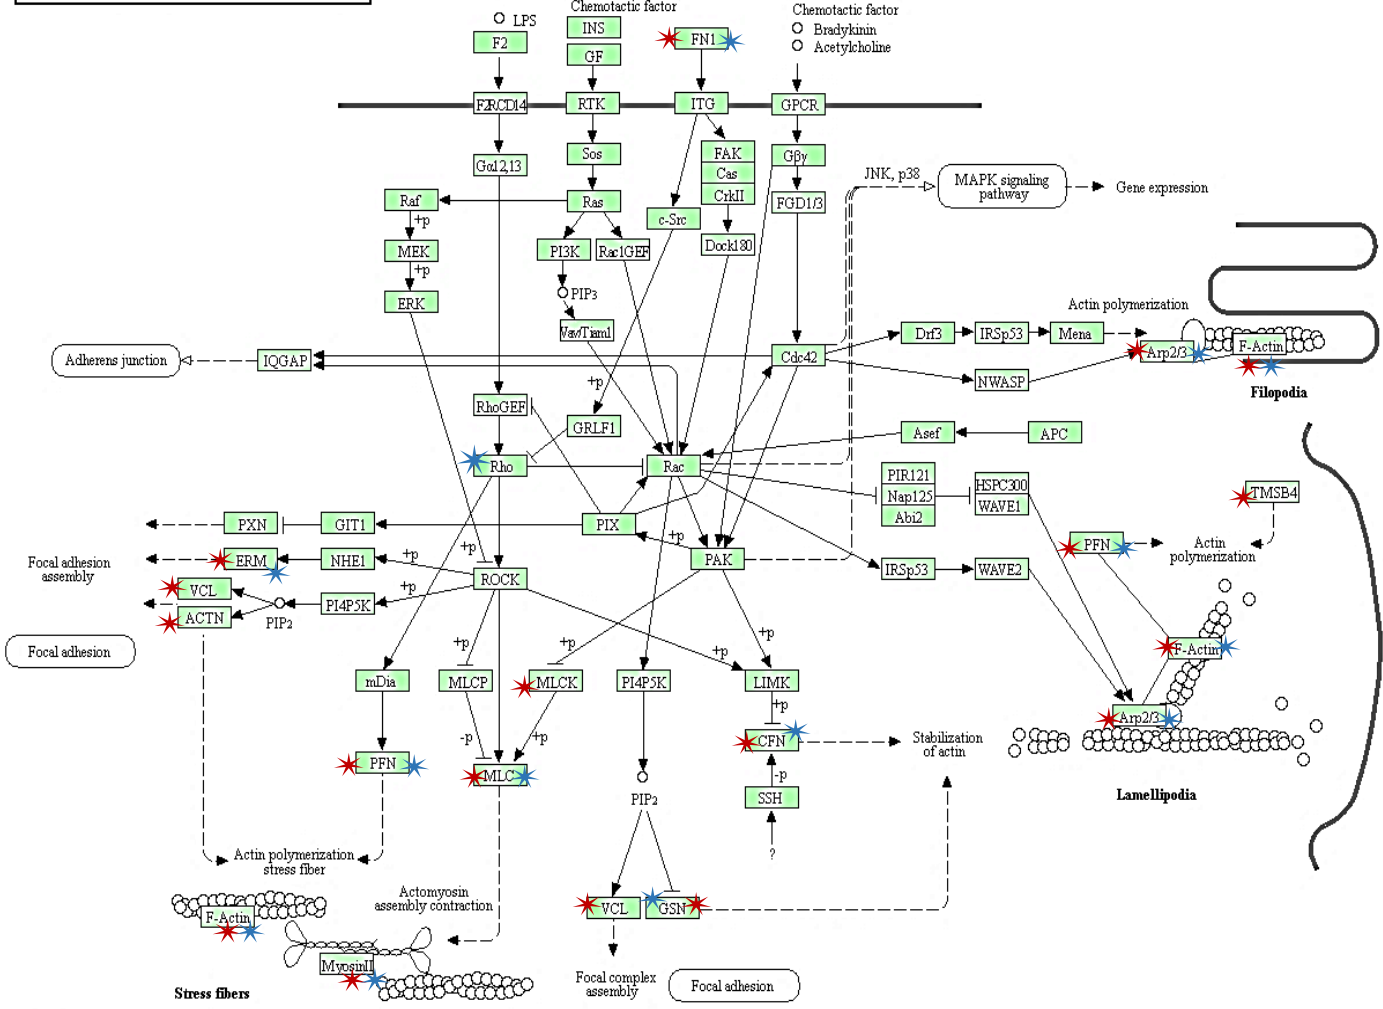 Chemotactic factor
Chemotactic factor
LPS
INS
FN1
Bradykinin
F2
Acetylcholine
GF
F2RCD14
RTK
ITG
GPCR
Gα12,13
Sos
FAK
Gβγ
Cas
JNK, p38
MAPK signaling
pathway
Gene expression
CrkII
Raf
Ras
FGD1/3
+p
c-Src
MEK
PI3K
Rac1GEF
Dock180
+p
ERK
PIP3
Actin polymerization
Vav/Tiam1
Drf3
IRSp53
Mena
Adherens junction
IQGAP
Cdc42
Arp2/3
F-Actin
+p
NWASP
Filopodia
RhoGEF
GRLF1
Asef
APC
Rho
Rac
PIR121
HSPC300
Nap125
WAVE1
Abi2
TMSB4
PXN
GIT1
PIX
+p
PFN
Actin
polymerization
Focal adhesion
assembly
ERM
NHE1
+p
+p
PAK
IRSp53
WAVE2
ROCK
VCL
+p
PI4P5K
ACTN
PIP2
Focal adhesion
+p
+p
+p
+p
F-Actin
mDia
MLCP
MLCK
PI4P5K
LIMK
+p
Arp2/3
-p
+p
CFN
Stabilization
of actin
PFN
MLC
-p
PIP2
SSH
Lamellipodia
?
Actin polymerization
stress fiber
Actomyosin
assembly contraction
VCL
GSN
F-Actin
MyosinII
Focal complex
assembly
Focal adhesion
Stress fibers